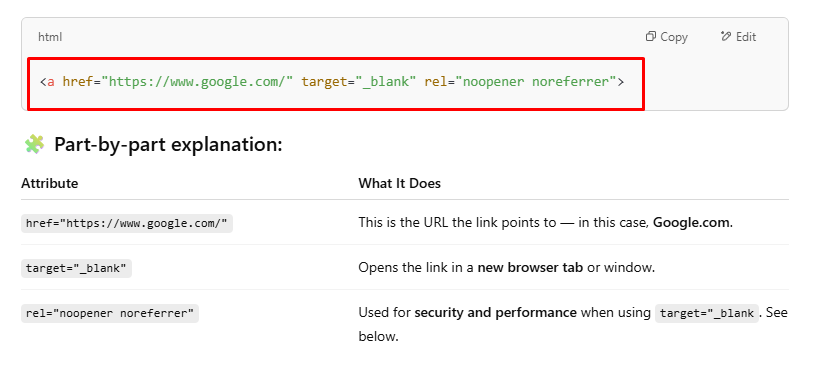 html
Copy
Edit
<a href="https://www.google.com/" target="_blank" rel="noopener noreferrer">
Part-by-part explanation:
Attribute
What It Does
href="https://www.google.com/"
This is the URL the link points to — in this case, Google.com.
target="_blank"
Opens the link in a new browser tab or window.
rel="noopener noreferrer"
Used for security and performance when using target="_blank. See
below.